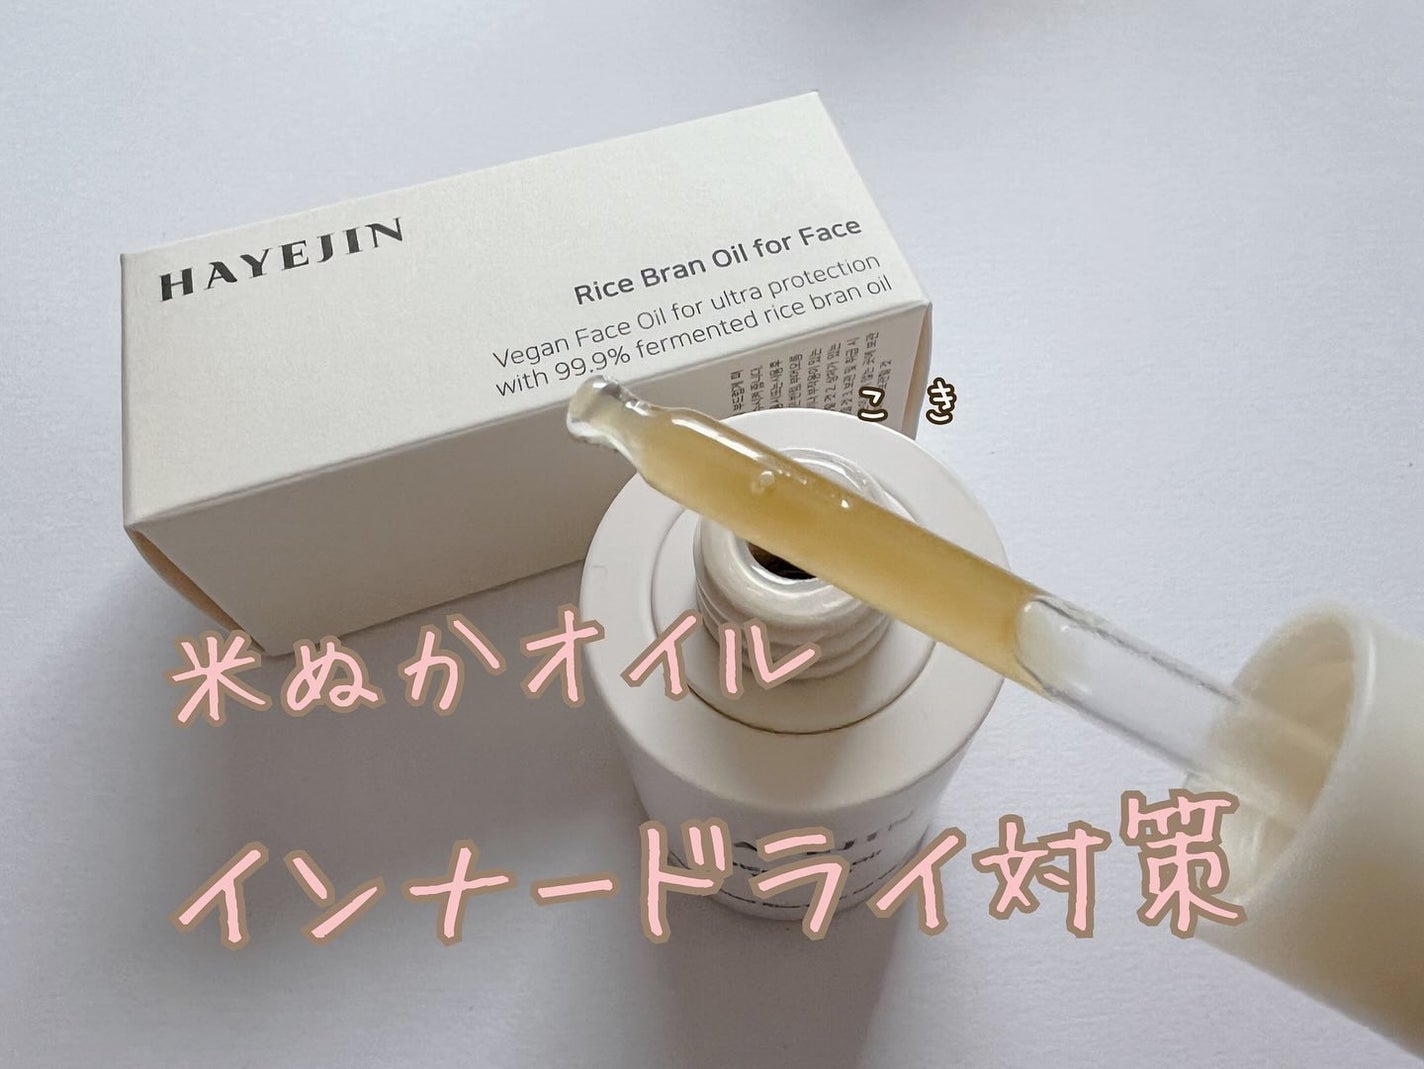 HAYEJIN
Rice Bran Oil for Face
Vegan Face Oil for ultra protection
with 99.9% fermented rice bran oil
こ き
米ぬかオイル
インナードライ対策